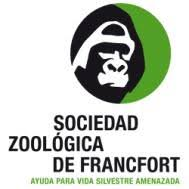 SOCIEDAD
ZOOLÓGICA
DE FRANCFORT
AYUDA PARA VIDA SILVESTRE AMENAZADA